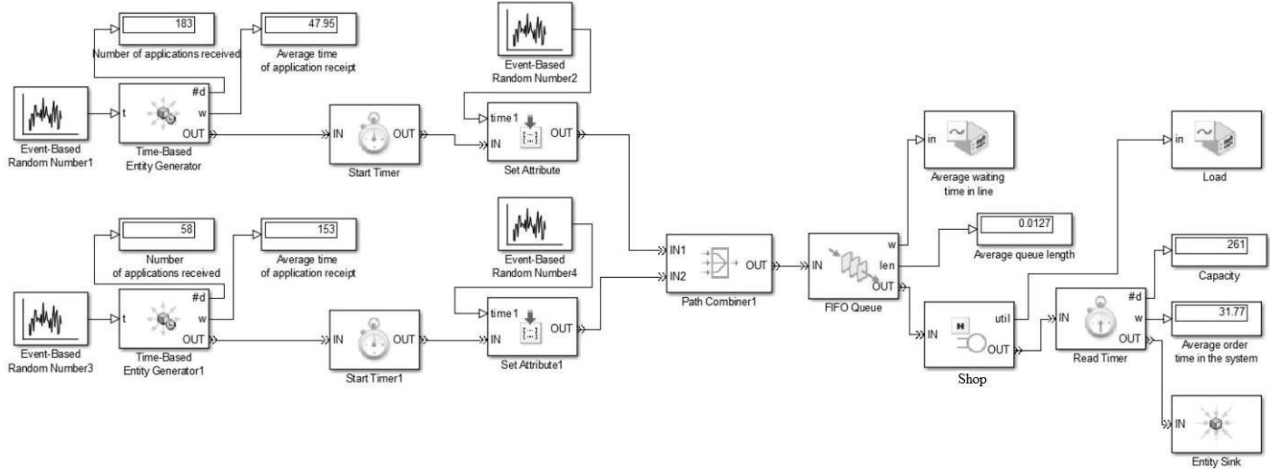 183
Number of applications received
47.95
Average time
of application receipt
Event-Based
Random Number2
Event-Based
Random Number1
t
#d
w
OUT
Time-Based
Entity Generator
IN
OUT
Start Timer
time1
IN
OUT
Set Attribute
58
Number
of applications received
153
Average time
of application receipt
Event-Based
Random Number4
Event-Based
Random Number3
t
#d
w
OUT
Time-Based
Entity Generator1
IN
OUT
Start Timer1
time1
IN
OUT
Set Attribute1
IN1
IN2
OUT
Path Combiner1
IN
w
len
OUT
FIFO Queue
in
Average waiting
time in line
0.0127
Average queue length
IN
H
util
OUT
Shop
in
Load
IN
#d
w
OUT
Read Timer
261
Capacity
31.77
Average order
time in the system
IN
Entity Sink